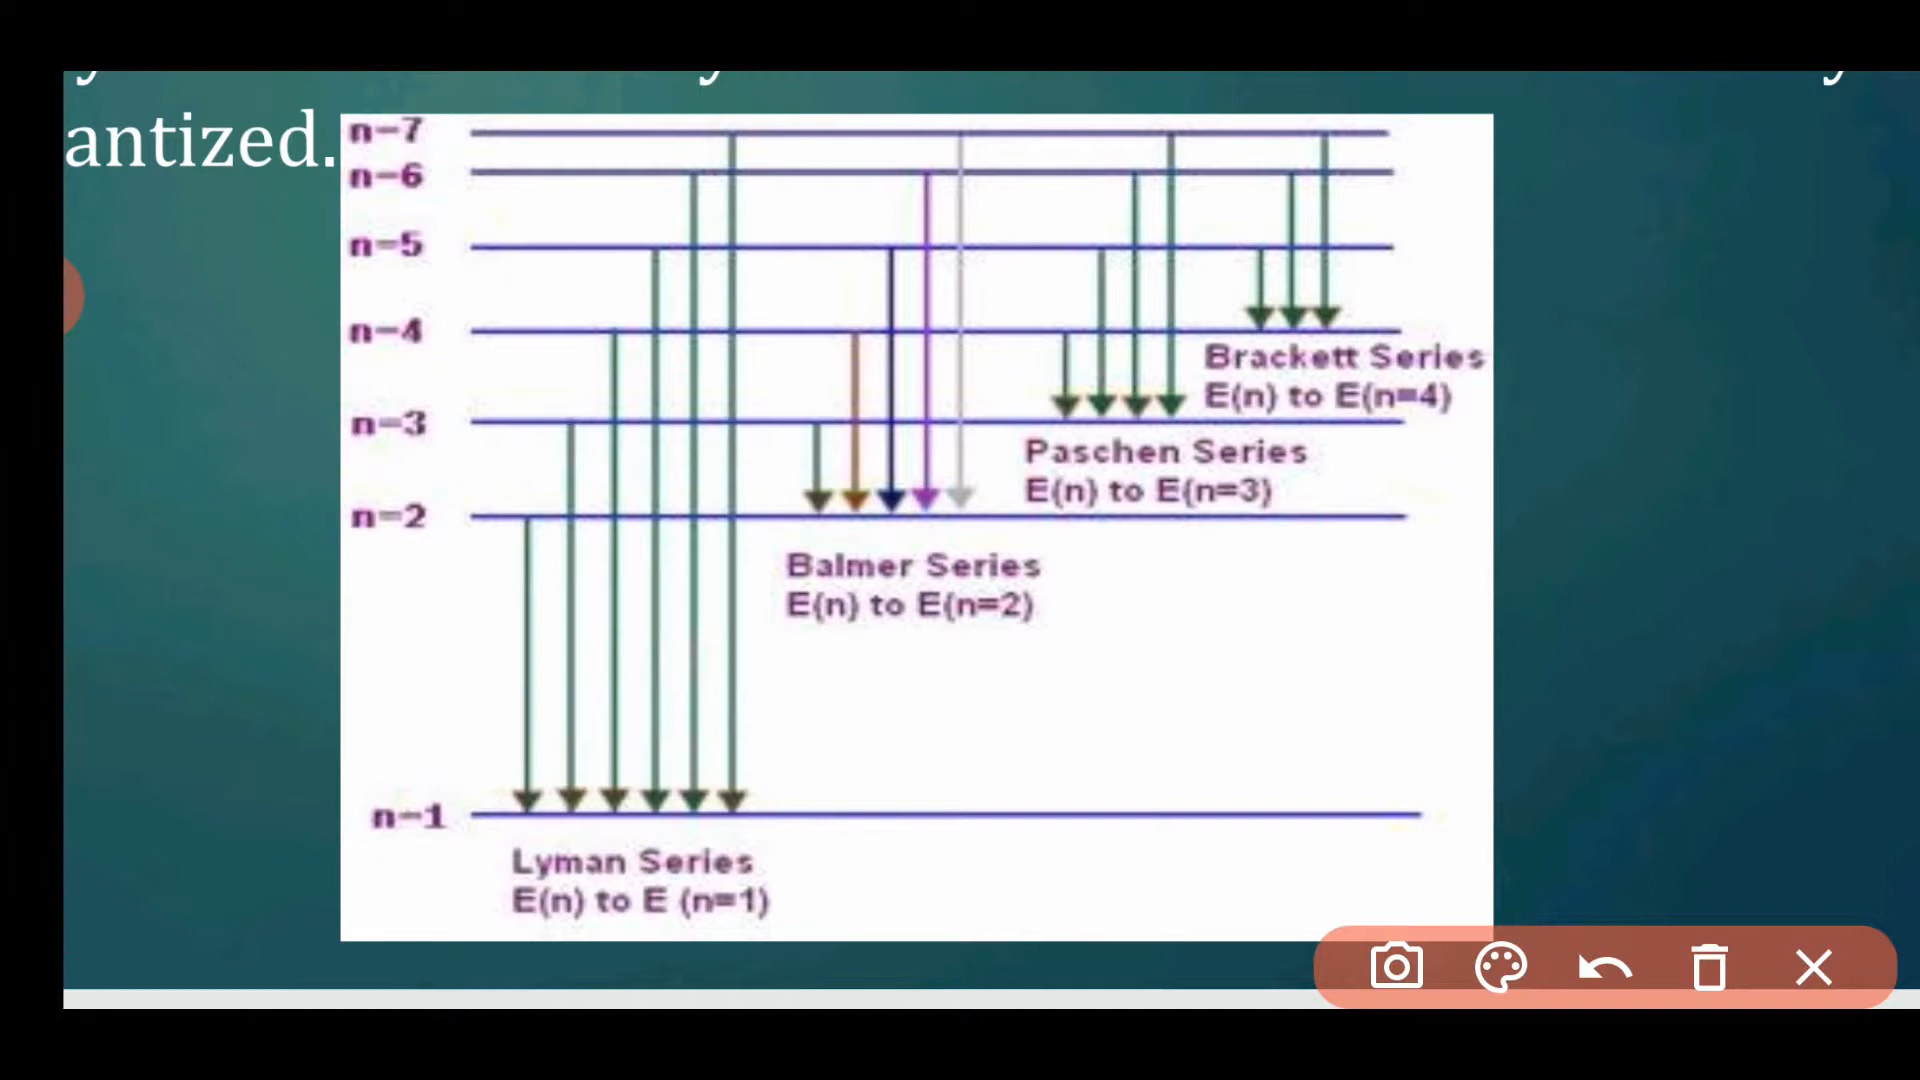 antized.
n=7
n=6
n=5
n=4
Brackett Series
E(n) to E(n=4)
n=3
Paschen Series
E(n) to E(n=3)
n=2
Balmer Series
E(n) to E(n=2)
n=1
Lyman Series
E(n) to E (n=1)